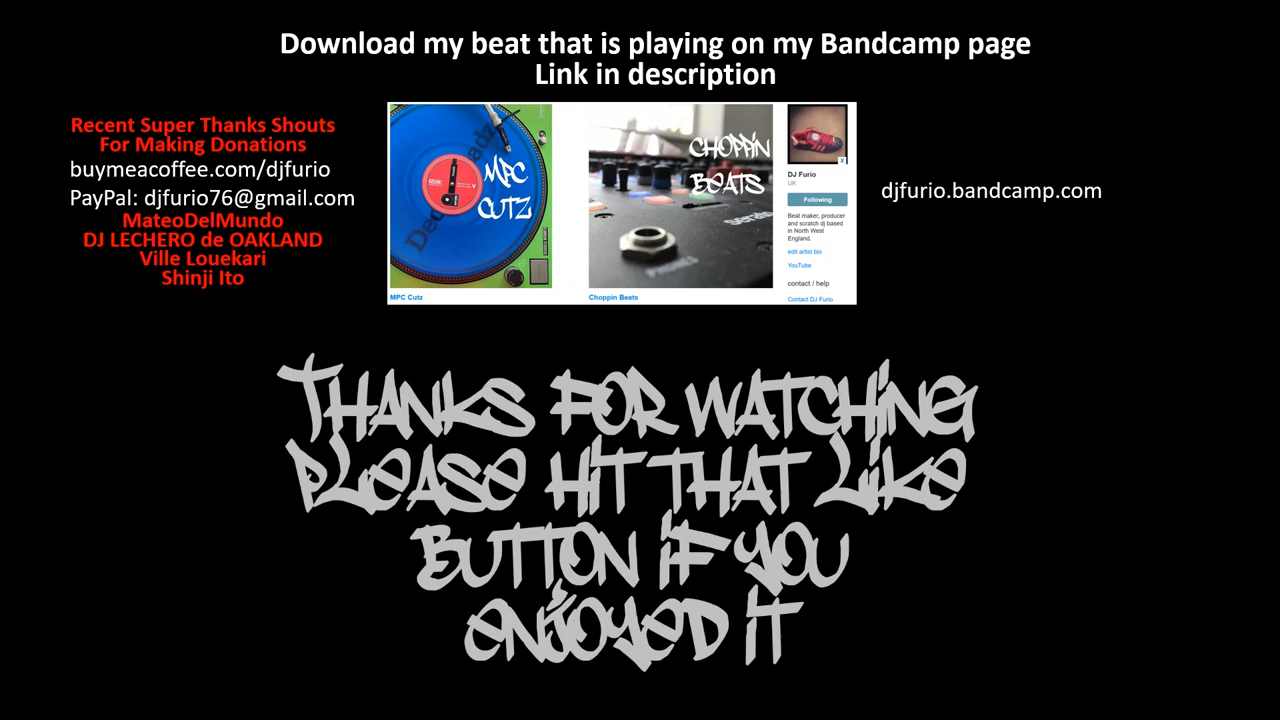 Download my beat that is playing on my Bandcamp page
Link in description
Recent Super Thanks Shouts
For Making Donations
buymeacoffee.com/djfurio
PayPal: djfurio76@gmail.com
MateoDelMundo
DJ LECHERO de OAKLAND
Ville Louekari
Shinji Ito
MPC
CUTZ
MPC Cutz
CHOPPIN
BEATS
serato
PHONES
Choppin Beats
x
DJ Furio
UK
Following
Beat maker, producer
and scratch dj based
in North West
England.
edit artist bio
YouTube
contact / help
Contact DJ Furio
djfurio.bandcamp.com
THANKS FOR WATCHING
PLEASE HIT THAT LIKE
BUTTON IF YOU
ENJOYED IT